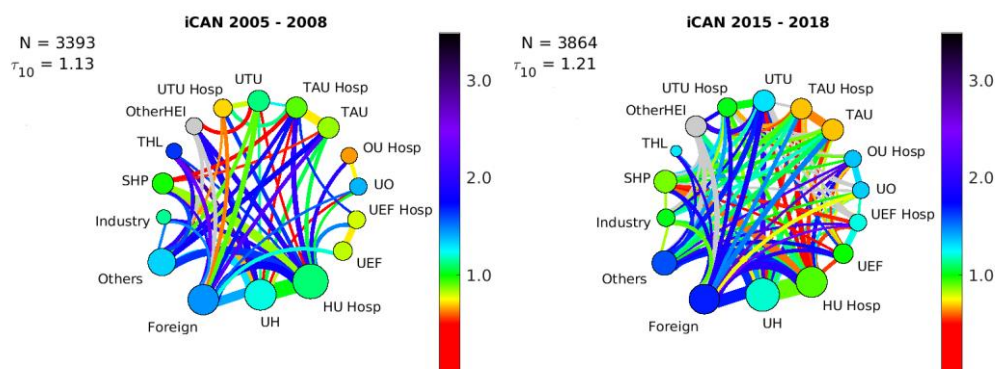 iCAN 2005 - 2008
N = 3393
τ10 = 1.13
UTU
UTU Hosp
TAU Hosp
OtherHEI
TAU
THL
OU Hosp
SHP
UO
Industry
UEF Hosp
Others
UEF
HU Hosp
Foreign
UH
3.0
2.0
1.0
iCAN 2015 - 2018
N = 3864
τ10 = 1.21
UTU
UTU Hosp
TAU Hosp
OtherHEI
TAU
THL
OU Hosp
SHP
UO
Industry
UEF Hosp
Others
UEF
HU Hosp
Foreign
UH
3.0
2.0
1.0